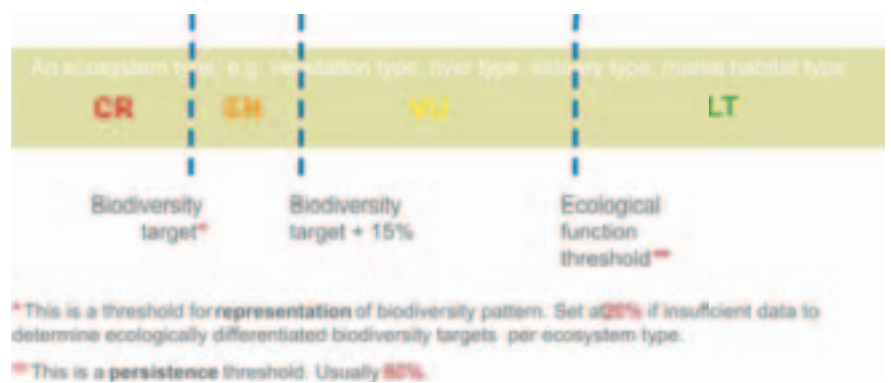 An ecosystem type, e.g. vegetation type, river type, estuary type, marine habitat type
CR EN VU LT
Biodiversity target* Biodiversity target + 15% Ecological function threshold**
* This is a threshold for representation of biodiversity pattern. Set at 20% if insufficient data to
determine ecologically differentiated biodiversity targets per ecosystem type.
** This is a persistence threshold. Usually 60%.